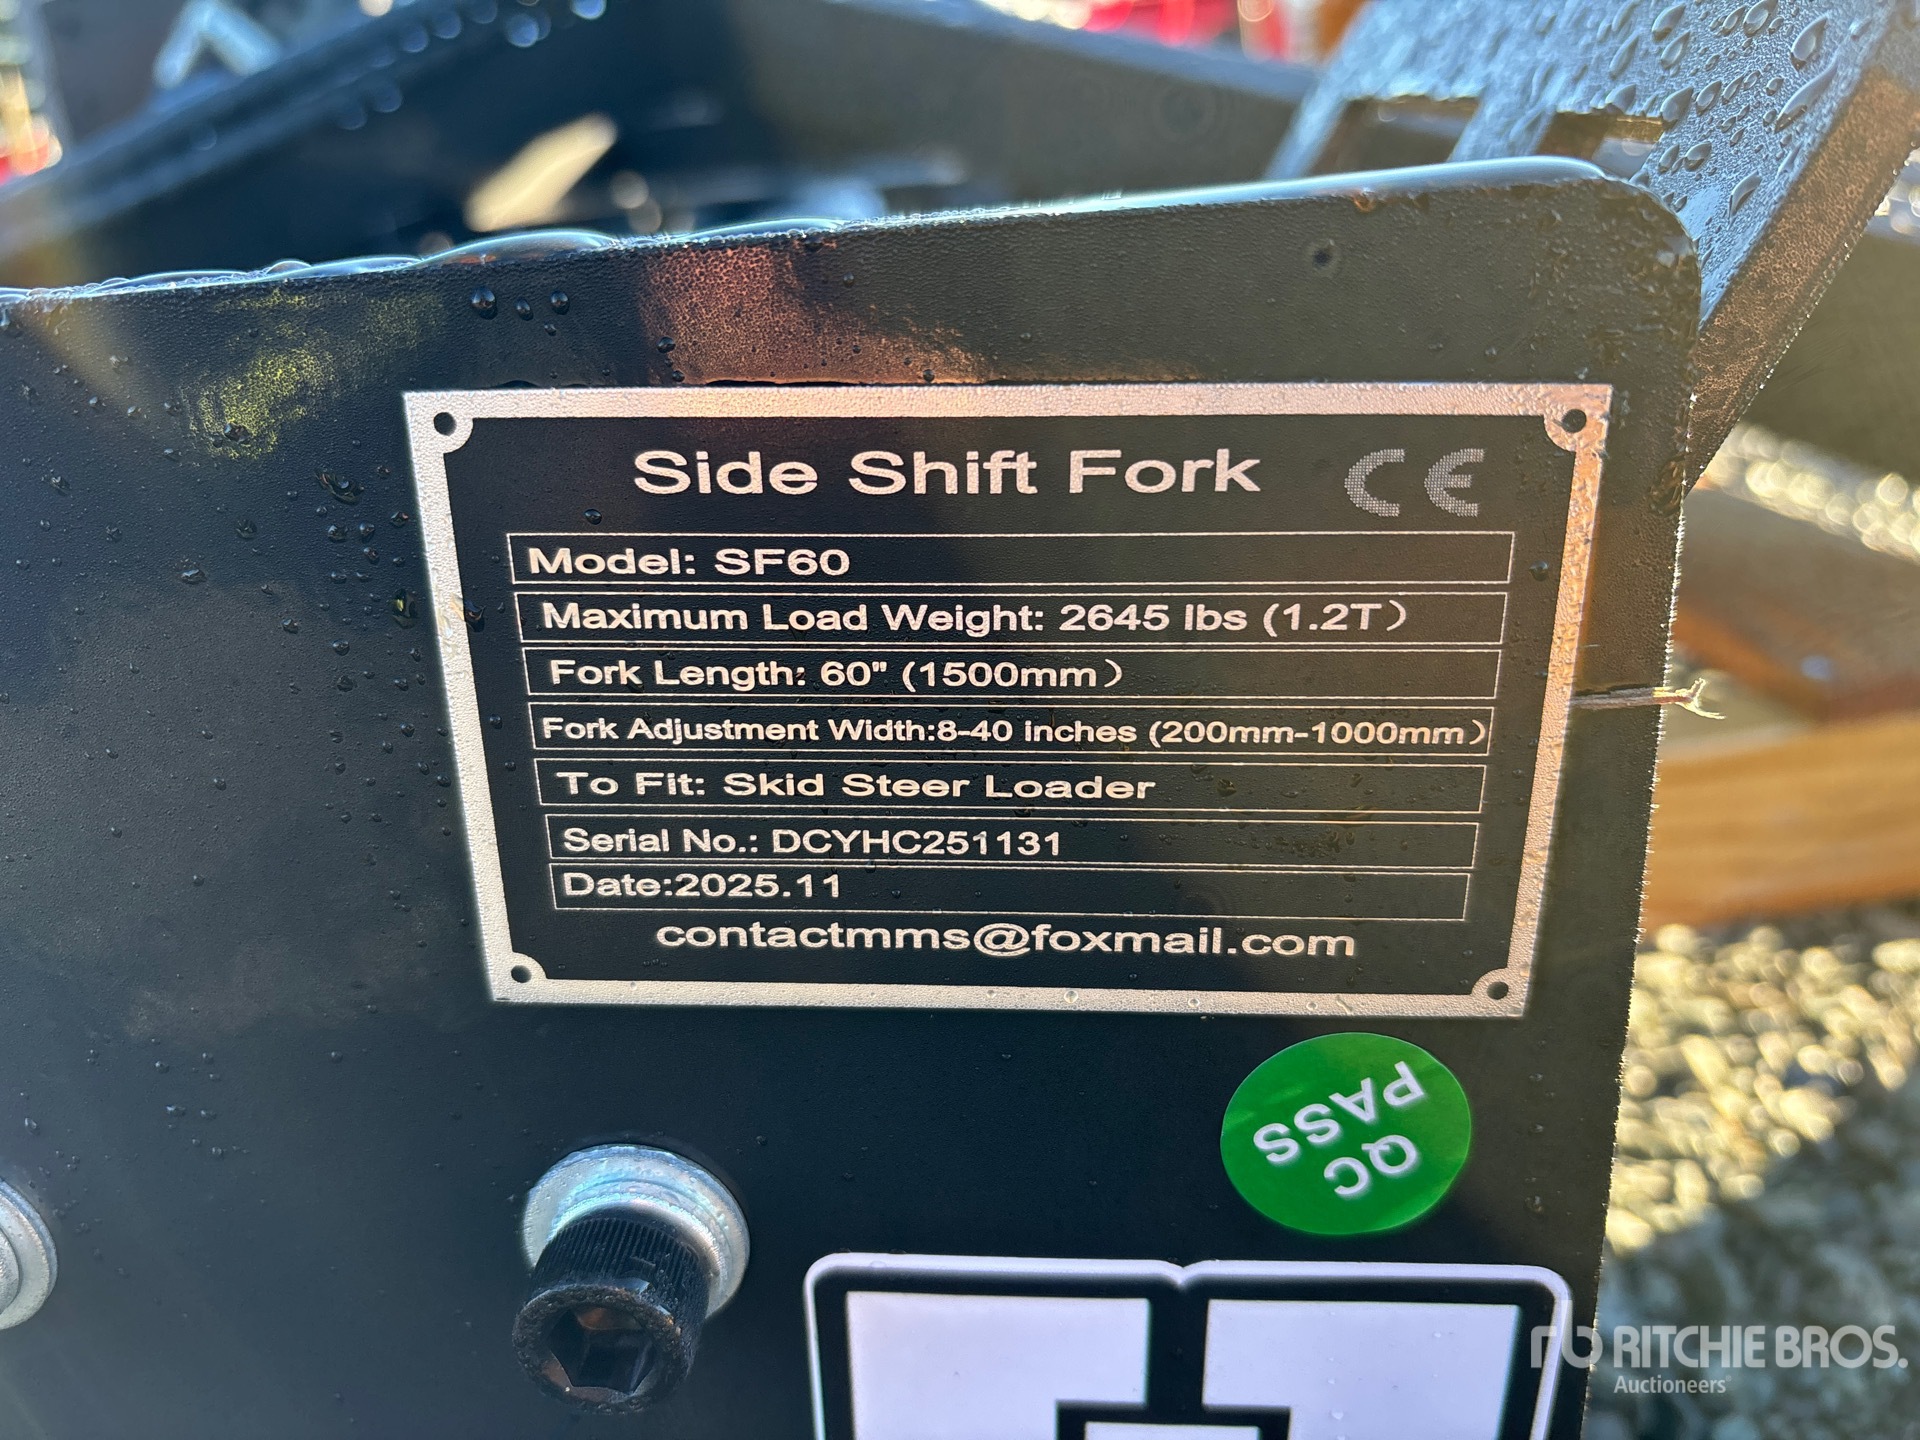 Side Shift Fork CE
Model: SF60
Maximum Load Weight: 2645 lbs (1.2T)
Fork Length: 60" (1500mm)
Fork Adjustment Width:8-40 inches (200mm-1000mm)
To Fit: Skid Steer Loader
Serial No.: DCYHC251131
Date:2025.11
contactmms@foxmail.com
QC
PASS
rb RITCHIE BROS.
Auctioneers